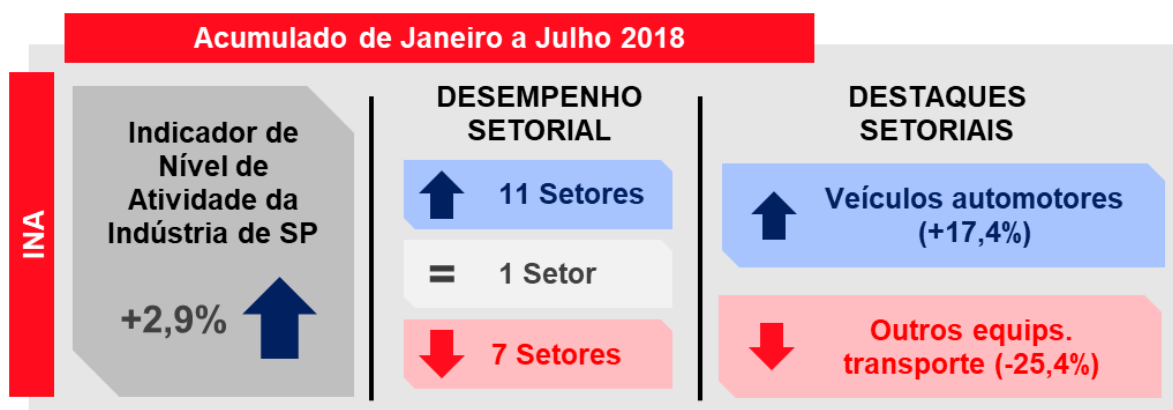 Acumulado de Janeiro a Julho 2018
INA
Indicador de
Nível de
Atividade da
Indústria de SP
+2,9%
DESEMPENHO
SETORIAL
11 Setores
= 1 Setor
7 Setores
DESTAQUES
SETORIAIS
Veículos automotores
(+17,4%)
Outros equips.
transporte (-25,4%)